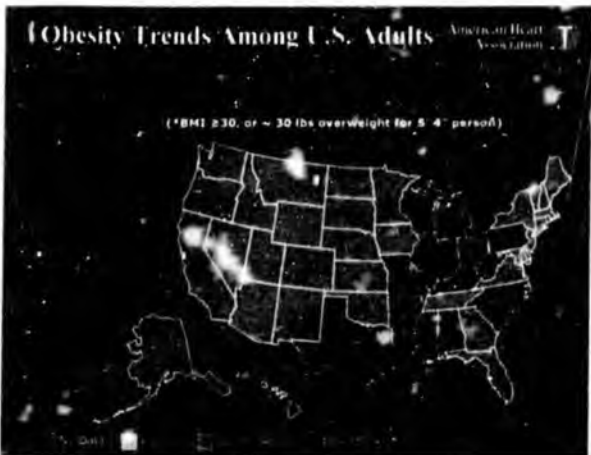 Obesity Trends Among U.S. Adults
American Heart
Association
(*BMI ≥30, or ~ 30 lbs overweight for 5 4" person)